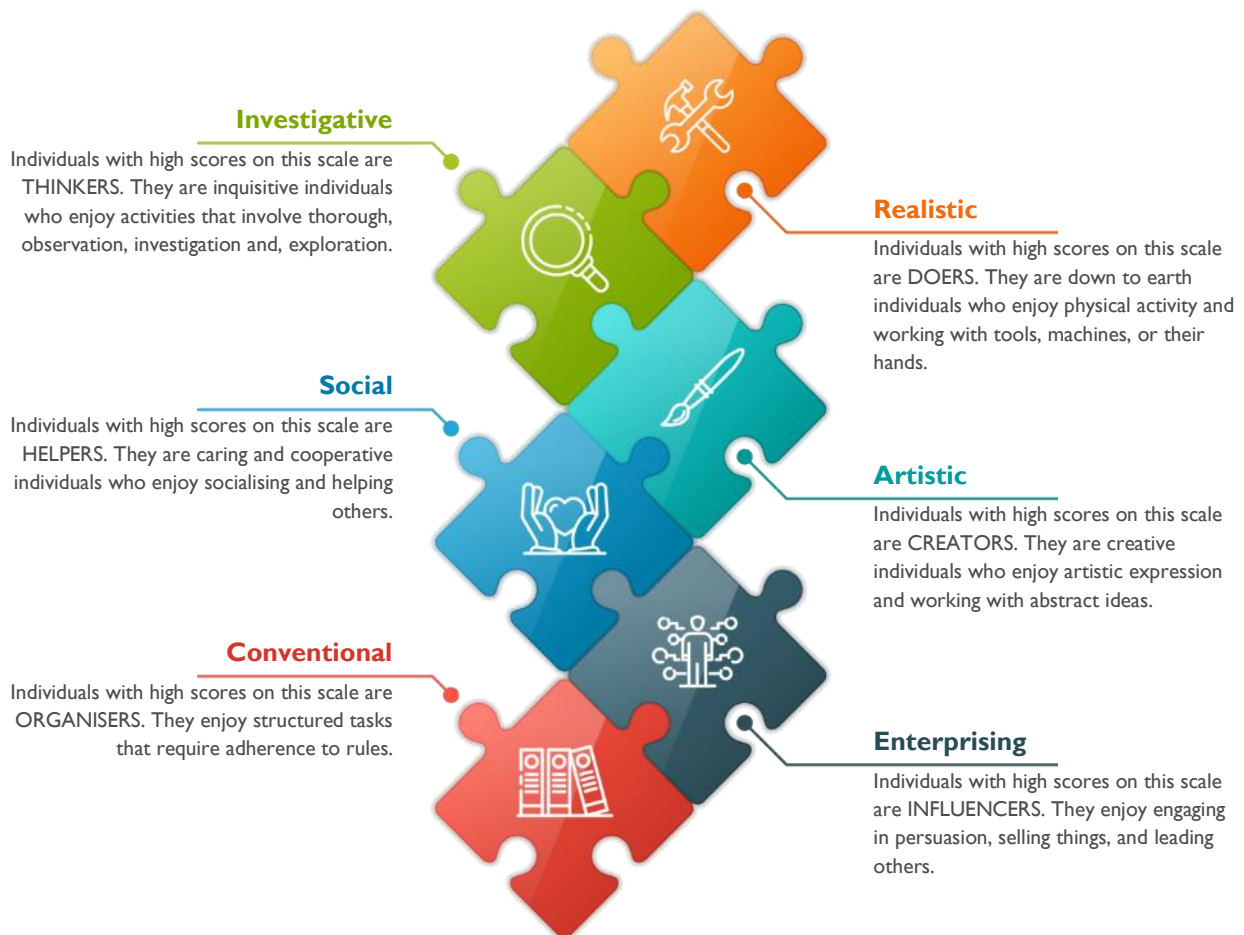 Investigative
Individuals with high scores on this scale are
THINKERS. They are inquisitive individuals
who enjoy activities that involve thorough,
observation, investigation and, exploration.
Realistic
Individuals with high scores on this scale
are DOERS. They are down to earth
individuals who enjoy physical activity and
working with tools, machines, or their
hands.
Social
Individuals with high scores on this scale are
HELPERS. They are caring and cooperative
individuals who enjoy socialising and helping
others.
Artistic
Individuals with high scores on this scale
are CREATORS. They are creative
individuals who enjoy artistic expression
and working with abstract ideas.
Conventional
Individuals with high scores on this scale are
ORGANISERS. They enjoy structured tasks
that require adherence to rules.
Enterprising
Individuals with high scores on this scale
are INFLUENCERS. They enjoy engaging
in persuasion, selling things, and leading
others.